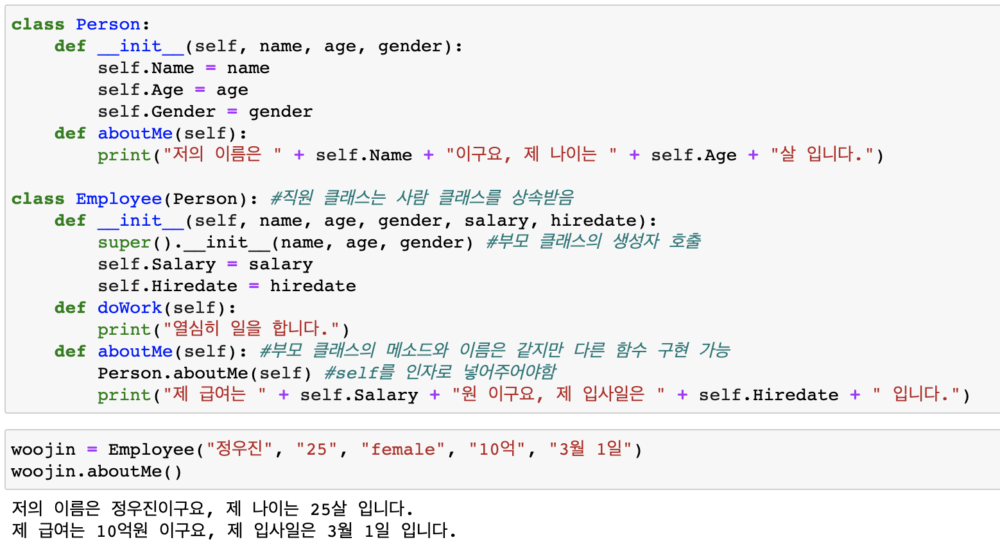 class Person:
    def __init__(self, name, age, gender):
        self.Name = name
        self.Age = age
        self.Gender = gender
    def aboutMe(self):
        print("저의 이름은 " + self.Name + "이구요, 제 나이는 " + self.Age + "살 입니다.")

class Employee(Person): #직원 클래스는 사람 클래스를 상속받음
    def __init__(self, name, age, gender, salary, hiredate):
        super().__init__(name, age, gender) #부모 클래스의 생성자 호출
        self.Salary = salary
        self.Hiredate = hiredate
    def doWork(self):
        print("열심히 일을 합니다.")
    def aboutMe(self): #부모 클래스의 메소드와 이름은 같지만 다른 함수 구현 가능
        Person.aboutMe(self) #self를 인자로 넣어주어야함
        print("제 급여는 " + self.Salary + "원 이구요, 제 입사일은 " + self.Hiredate + " 입니다.")

woojin = Employee("정우진", "25", "female", "10억", "3월 1일")
woojin.aboutMe()

저의 이름은 정우진이구요, 제 나이는 25살 입니다.
제 급여는 10억원 이구요, 제 입사일은 3월 1일 입니다.